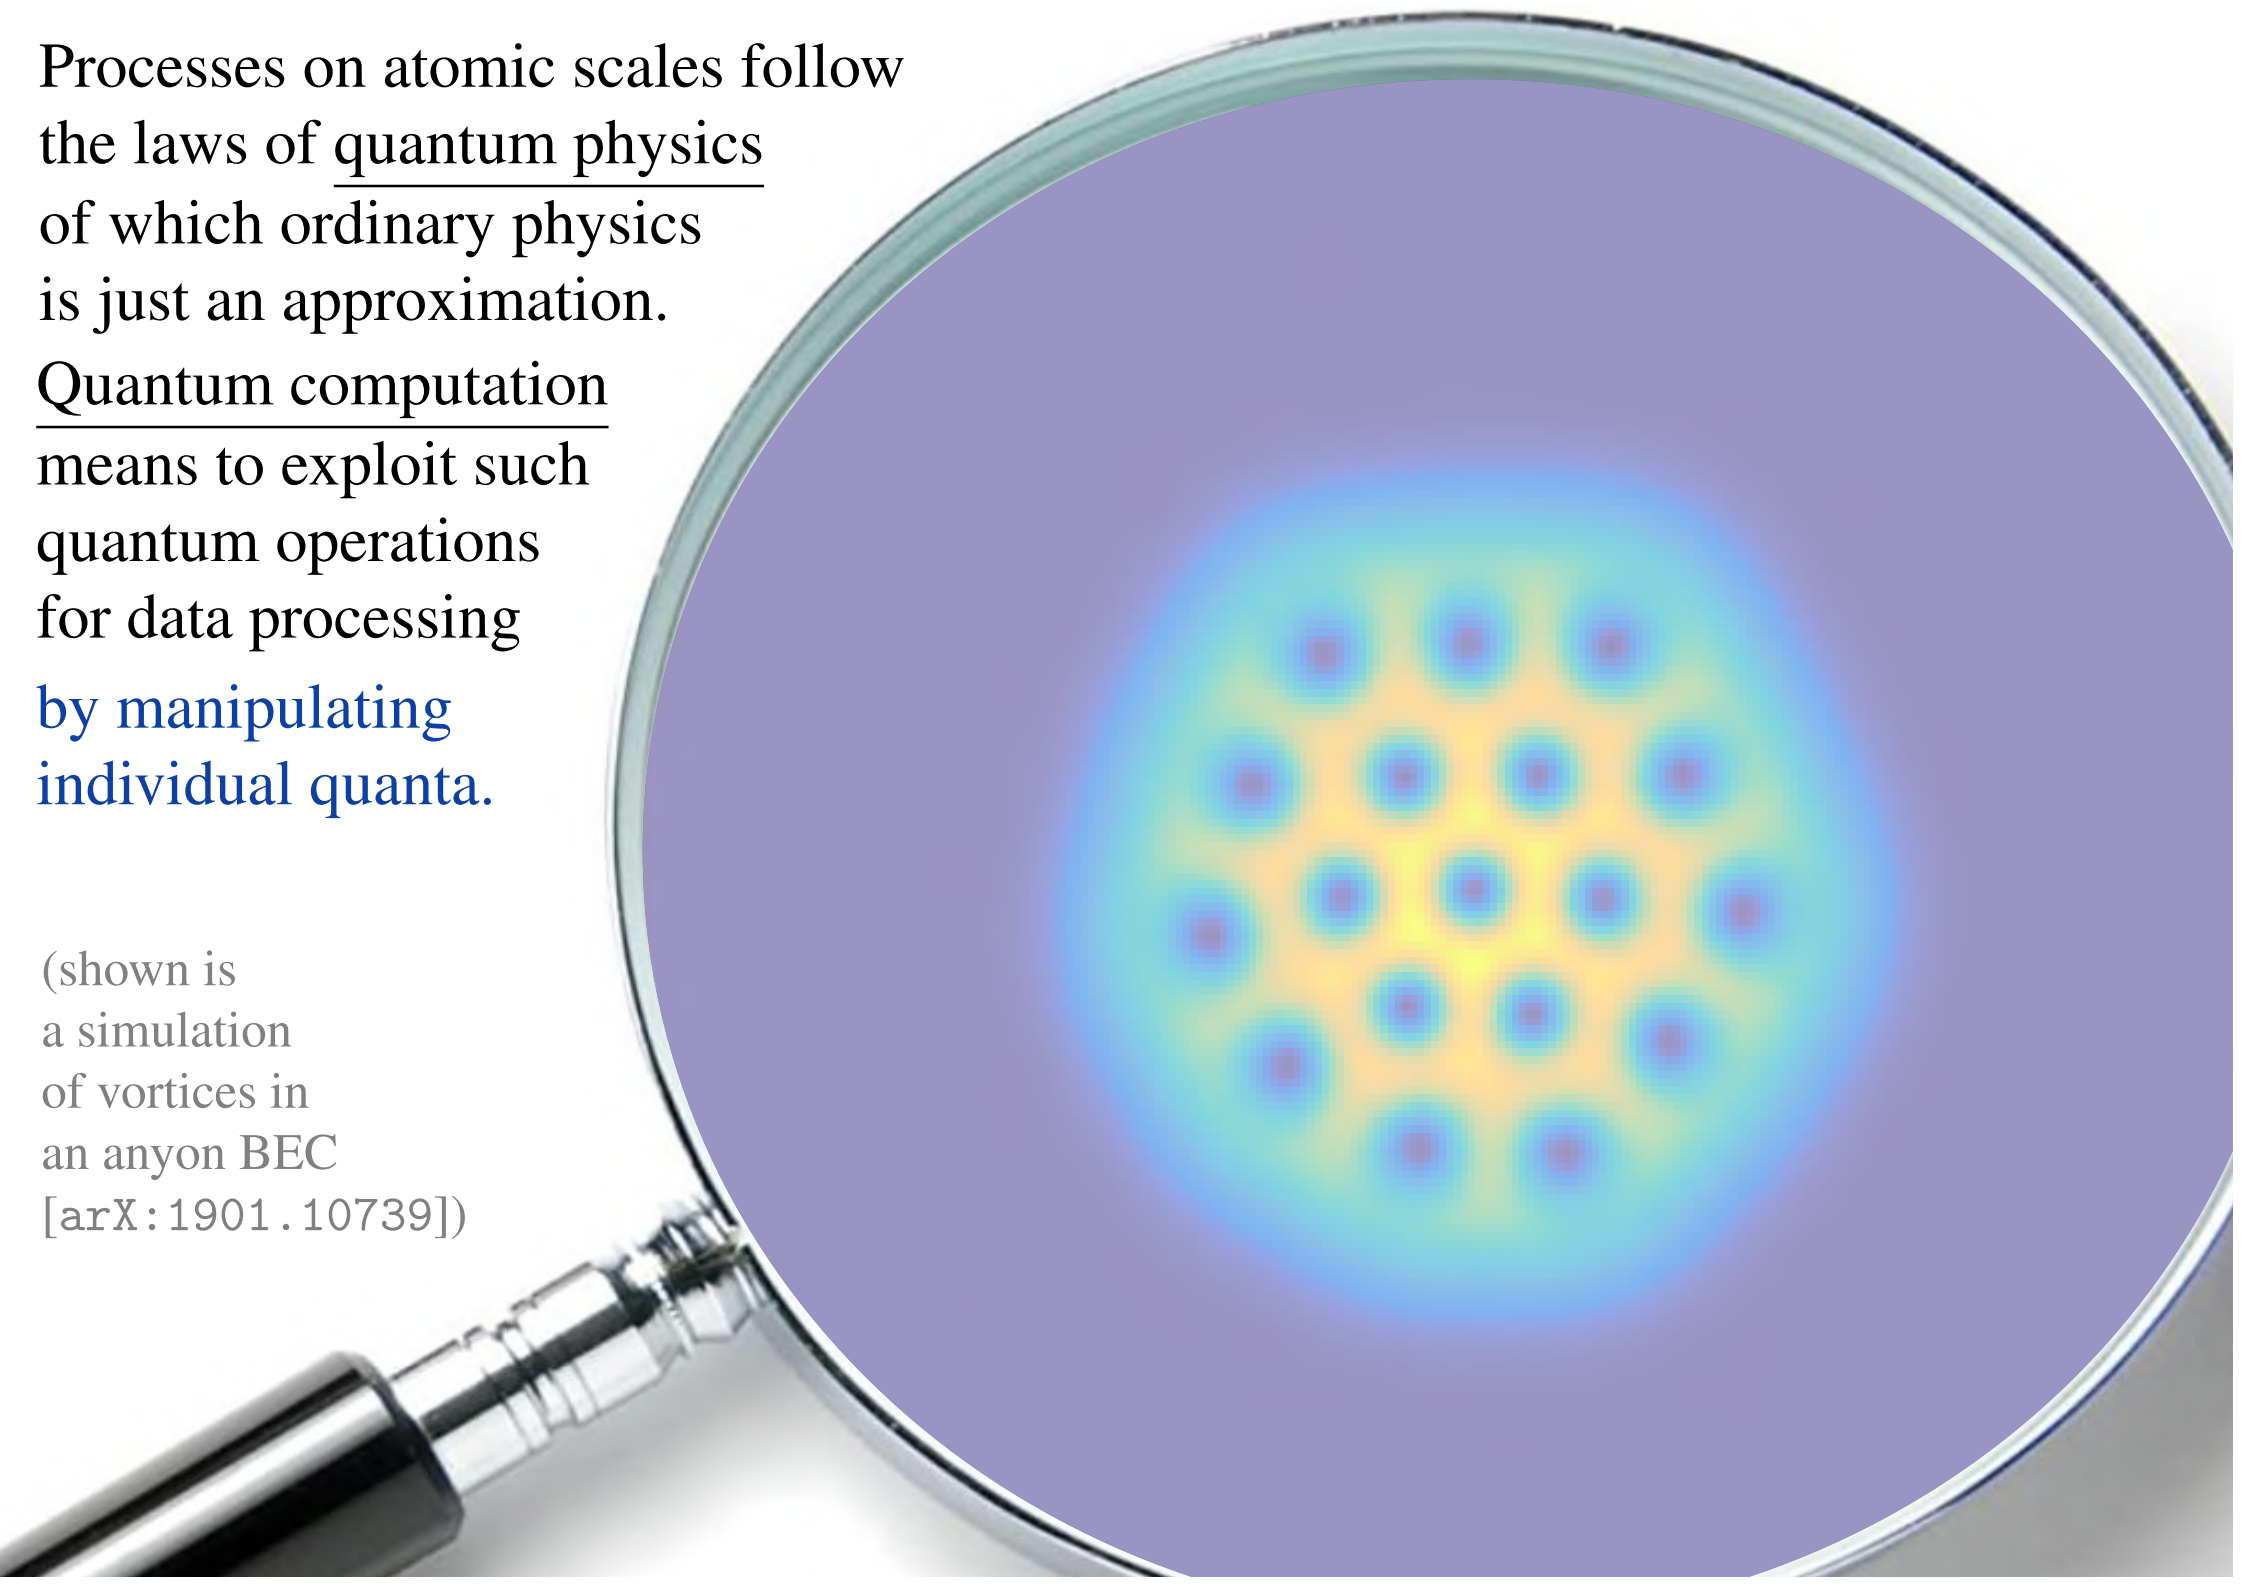 Processes on atomic scales follow
the laws of quantum physics
of which ordinary physics
is just an approximation.
Quantum computation
means to exploit such
quantum operations
for data processing
by manipulating
individual quanta.
(shown is
a simulation
of vortices in
an anyon BEC
[arX:1901.10739])